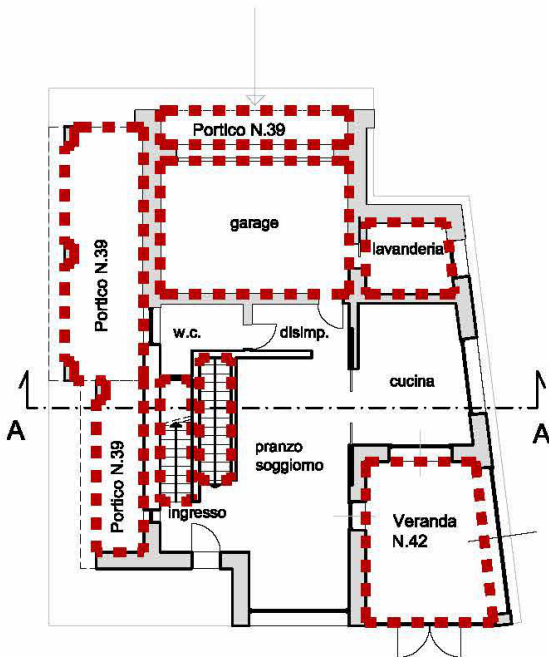 Portico N.39
garage
lavanderia
Portico N.39
w.c.
disimp.
cucina
A
A
pranzo
soggiorno
Portico N.39
ingresso
Veranda
N.42